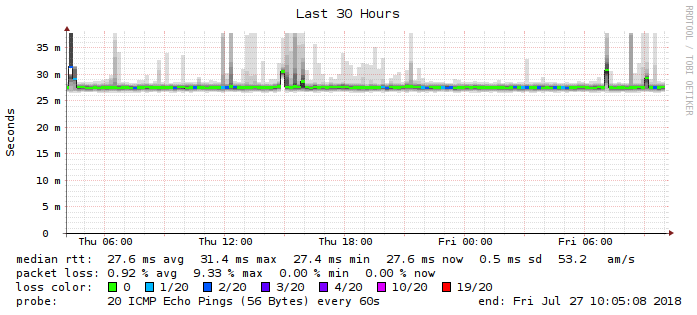 Last 30 Hours
RRDTOOL / TOBI OETIKER
Seconds
35 m
30 m
25 m
20 m
15 m
10 m
5 m
0
Thu 06:00 Thu 12:00 Thu 18:00 Fri 00:00 Fri 06:00
median rtt: 27.6 ms avg 31.4 ms max 27.4 ms min 27.6 ms now 0.5 ms sd 53.2 am/s
packet loss: 0.92 % avg 9.33 % max 0.00 % min 0.00 % now
loss color: 0 1/20 2/20 3/20 4/20 10/20 19/20
probe: 20 ICMP Echo Pings (56 Bytes) every 60s end: Fri Jul 27 10:05:08 2018